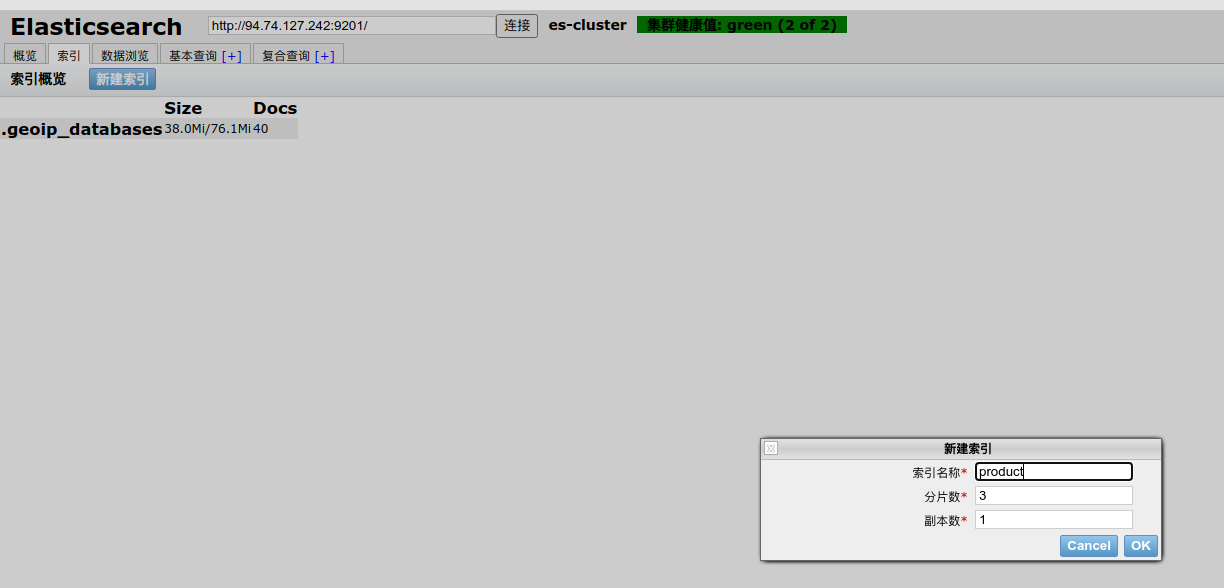 Elasticsearch http://94.74.127.242:9201/ 连接 es-cluster 集群健康值: green (2 of 2)
概览 索引 数据浏览 基本查询 [+] 复合查询 [+]
索引概览 新建索引
Size Docs
.geoip_databases 38.0Mi/76.1Mi 40
新建索引
索引名称* product
分片数* 3
副本数* 1
Cancel OK